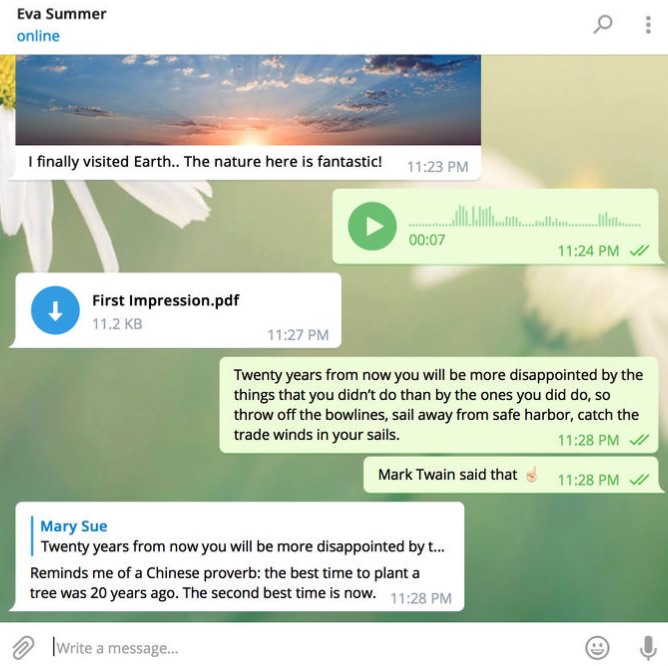 Eva Summer
online
I finally visited Earth.. The nature here is fantastic!
11:23 PM
00:07
11:24 PM
First Impression.pdf
11.2 KB
11:27 PM
Twenty years from now you will be more disappointed by the
things that you didn’t do than by the ones you did do, so
throw off the bowlines, sail away from safe harbor, catch the
trade winds in your sails.
11:28 PM
Mark Twain said that ☝🏻
11:28 PM
Mary Sue
Twenty years from now you will be more disappointed by t...
Reminds me of a Chinese proverb: the best time to plant a
tree was 20 years ago. The second best time is now.
11:28 PM
Write a message...